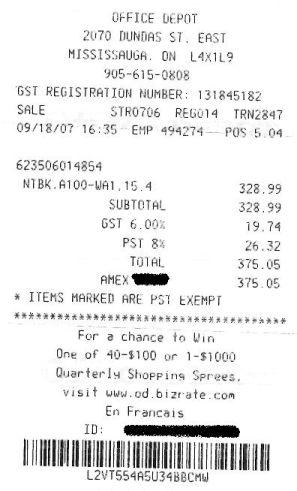 OFFICE DEPOT
2070 DUNDAS ST. EAST
MISSISSAUGA, ON L4X1L9
905-615-0808
GST REGISTRATION NUMBER: 131845182
SALE STR0706 REG014 TRN2847
09/18/07 16:35 EMP 494274 POS 5.04
623506014854
NTBK.A100-WA1,15.4 328.99
SUBTOTAL 328.99
GST 6.00% 19.74
PST 8% 26.32
TOTAL 375.05
AMEX 375.05
* ITEMS MARKED ARE PST EXEMPT
**************************************
For a chance to Win
One of 40-$100 or 1-$1000
Quarterly Shopping Sprees,
visit www.od.bizrate.com
En Francais
ID:
L2VT554A5U34BBCMW